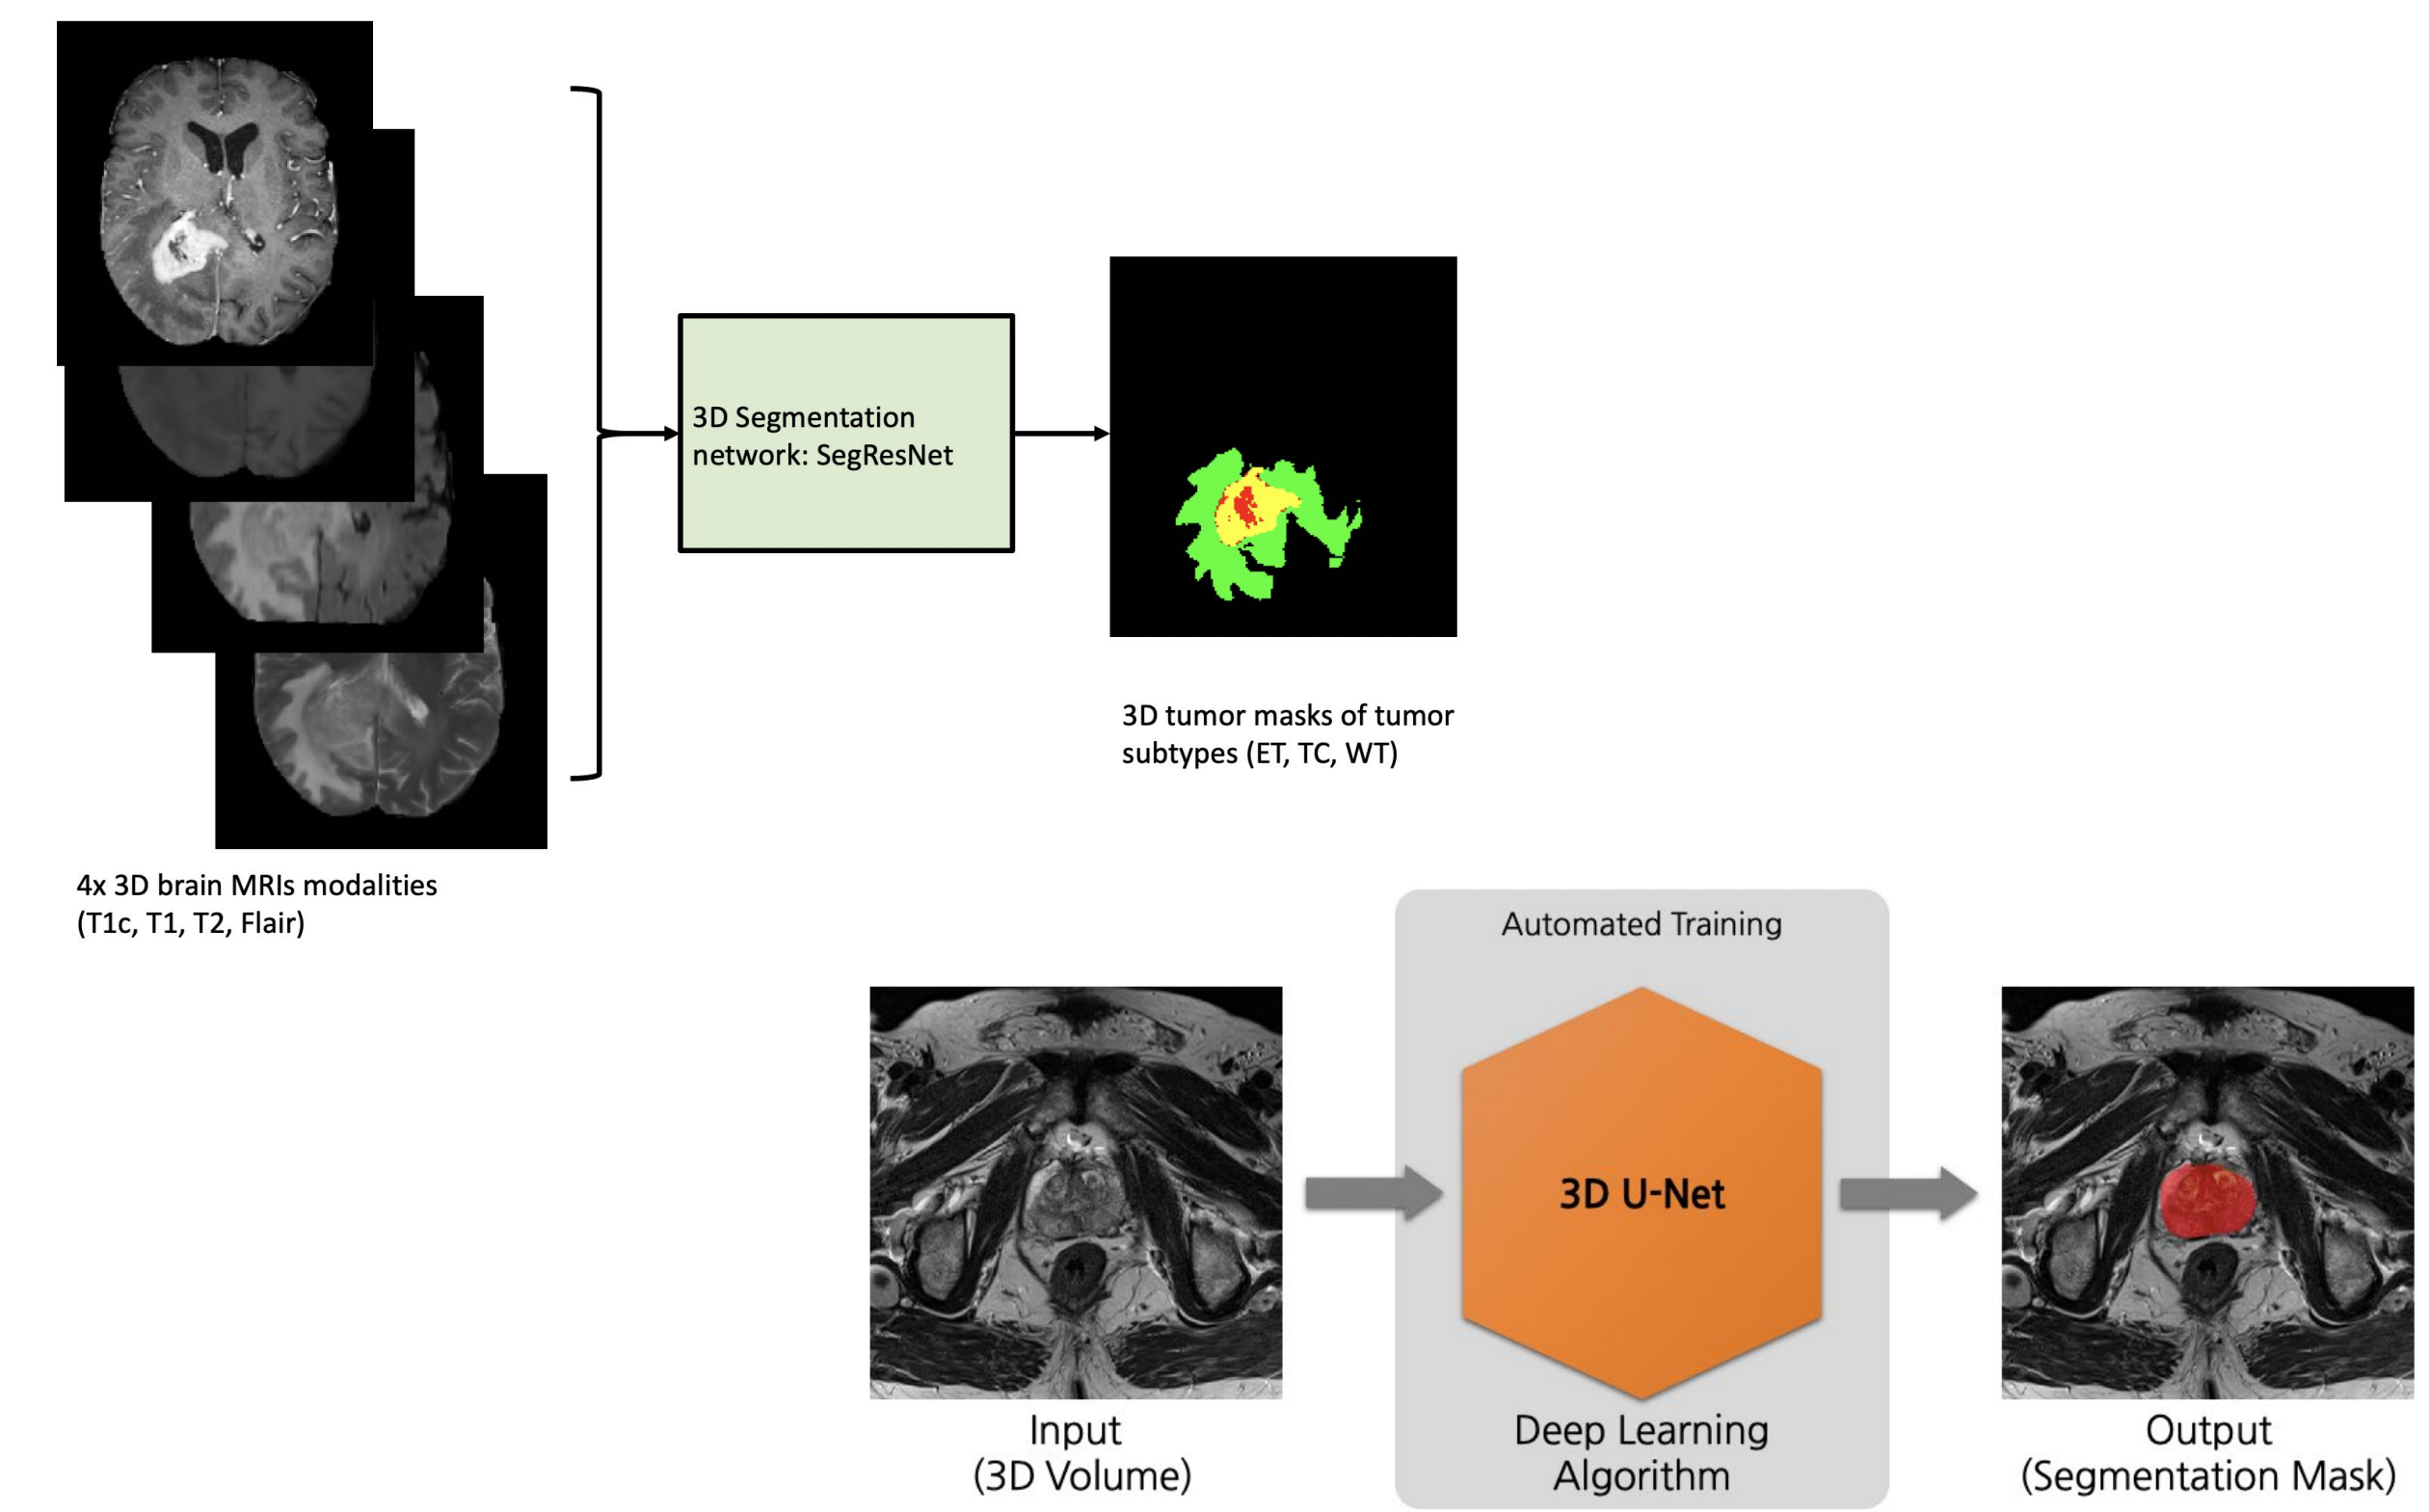 3D Segmentation
network: SegResNet
3D tumor masks of tumor
subtypes (ET, TC, WT)
4x 3D brain MRIs modalities
(T1c, T1, T2, Flair)
Automated Training
3D U-Net
Input
(3D Volume)
Deep Learning
Algorithm
Output
(Segmentation Mask)